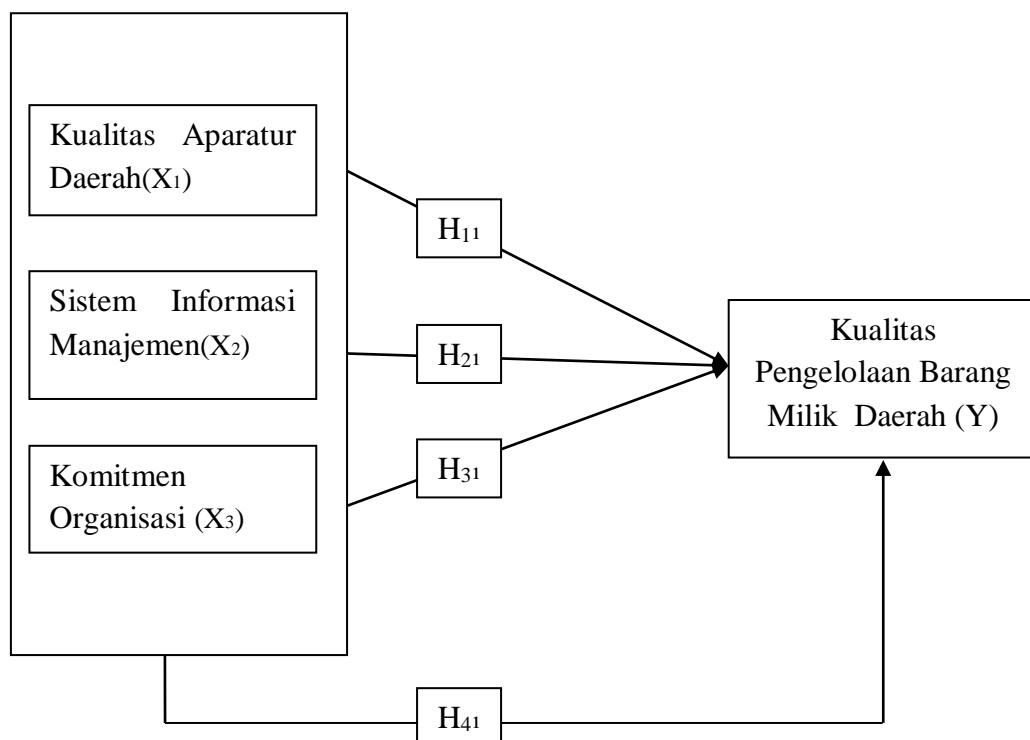 Kualitas Aparatur
Daerah(X₁)
H₁₁
Sistem Informasi
Manajemen(X₂)
H₂₁
Kualitas
Pengelolaan Barang
Milik Daerah (Y)
Komitmen
Organisasi (X₃)
H₃₁
H₄₁